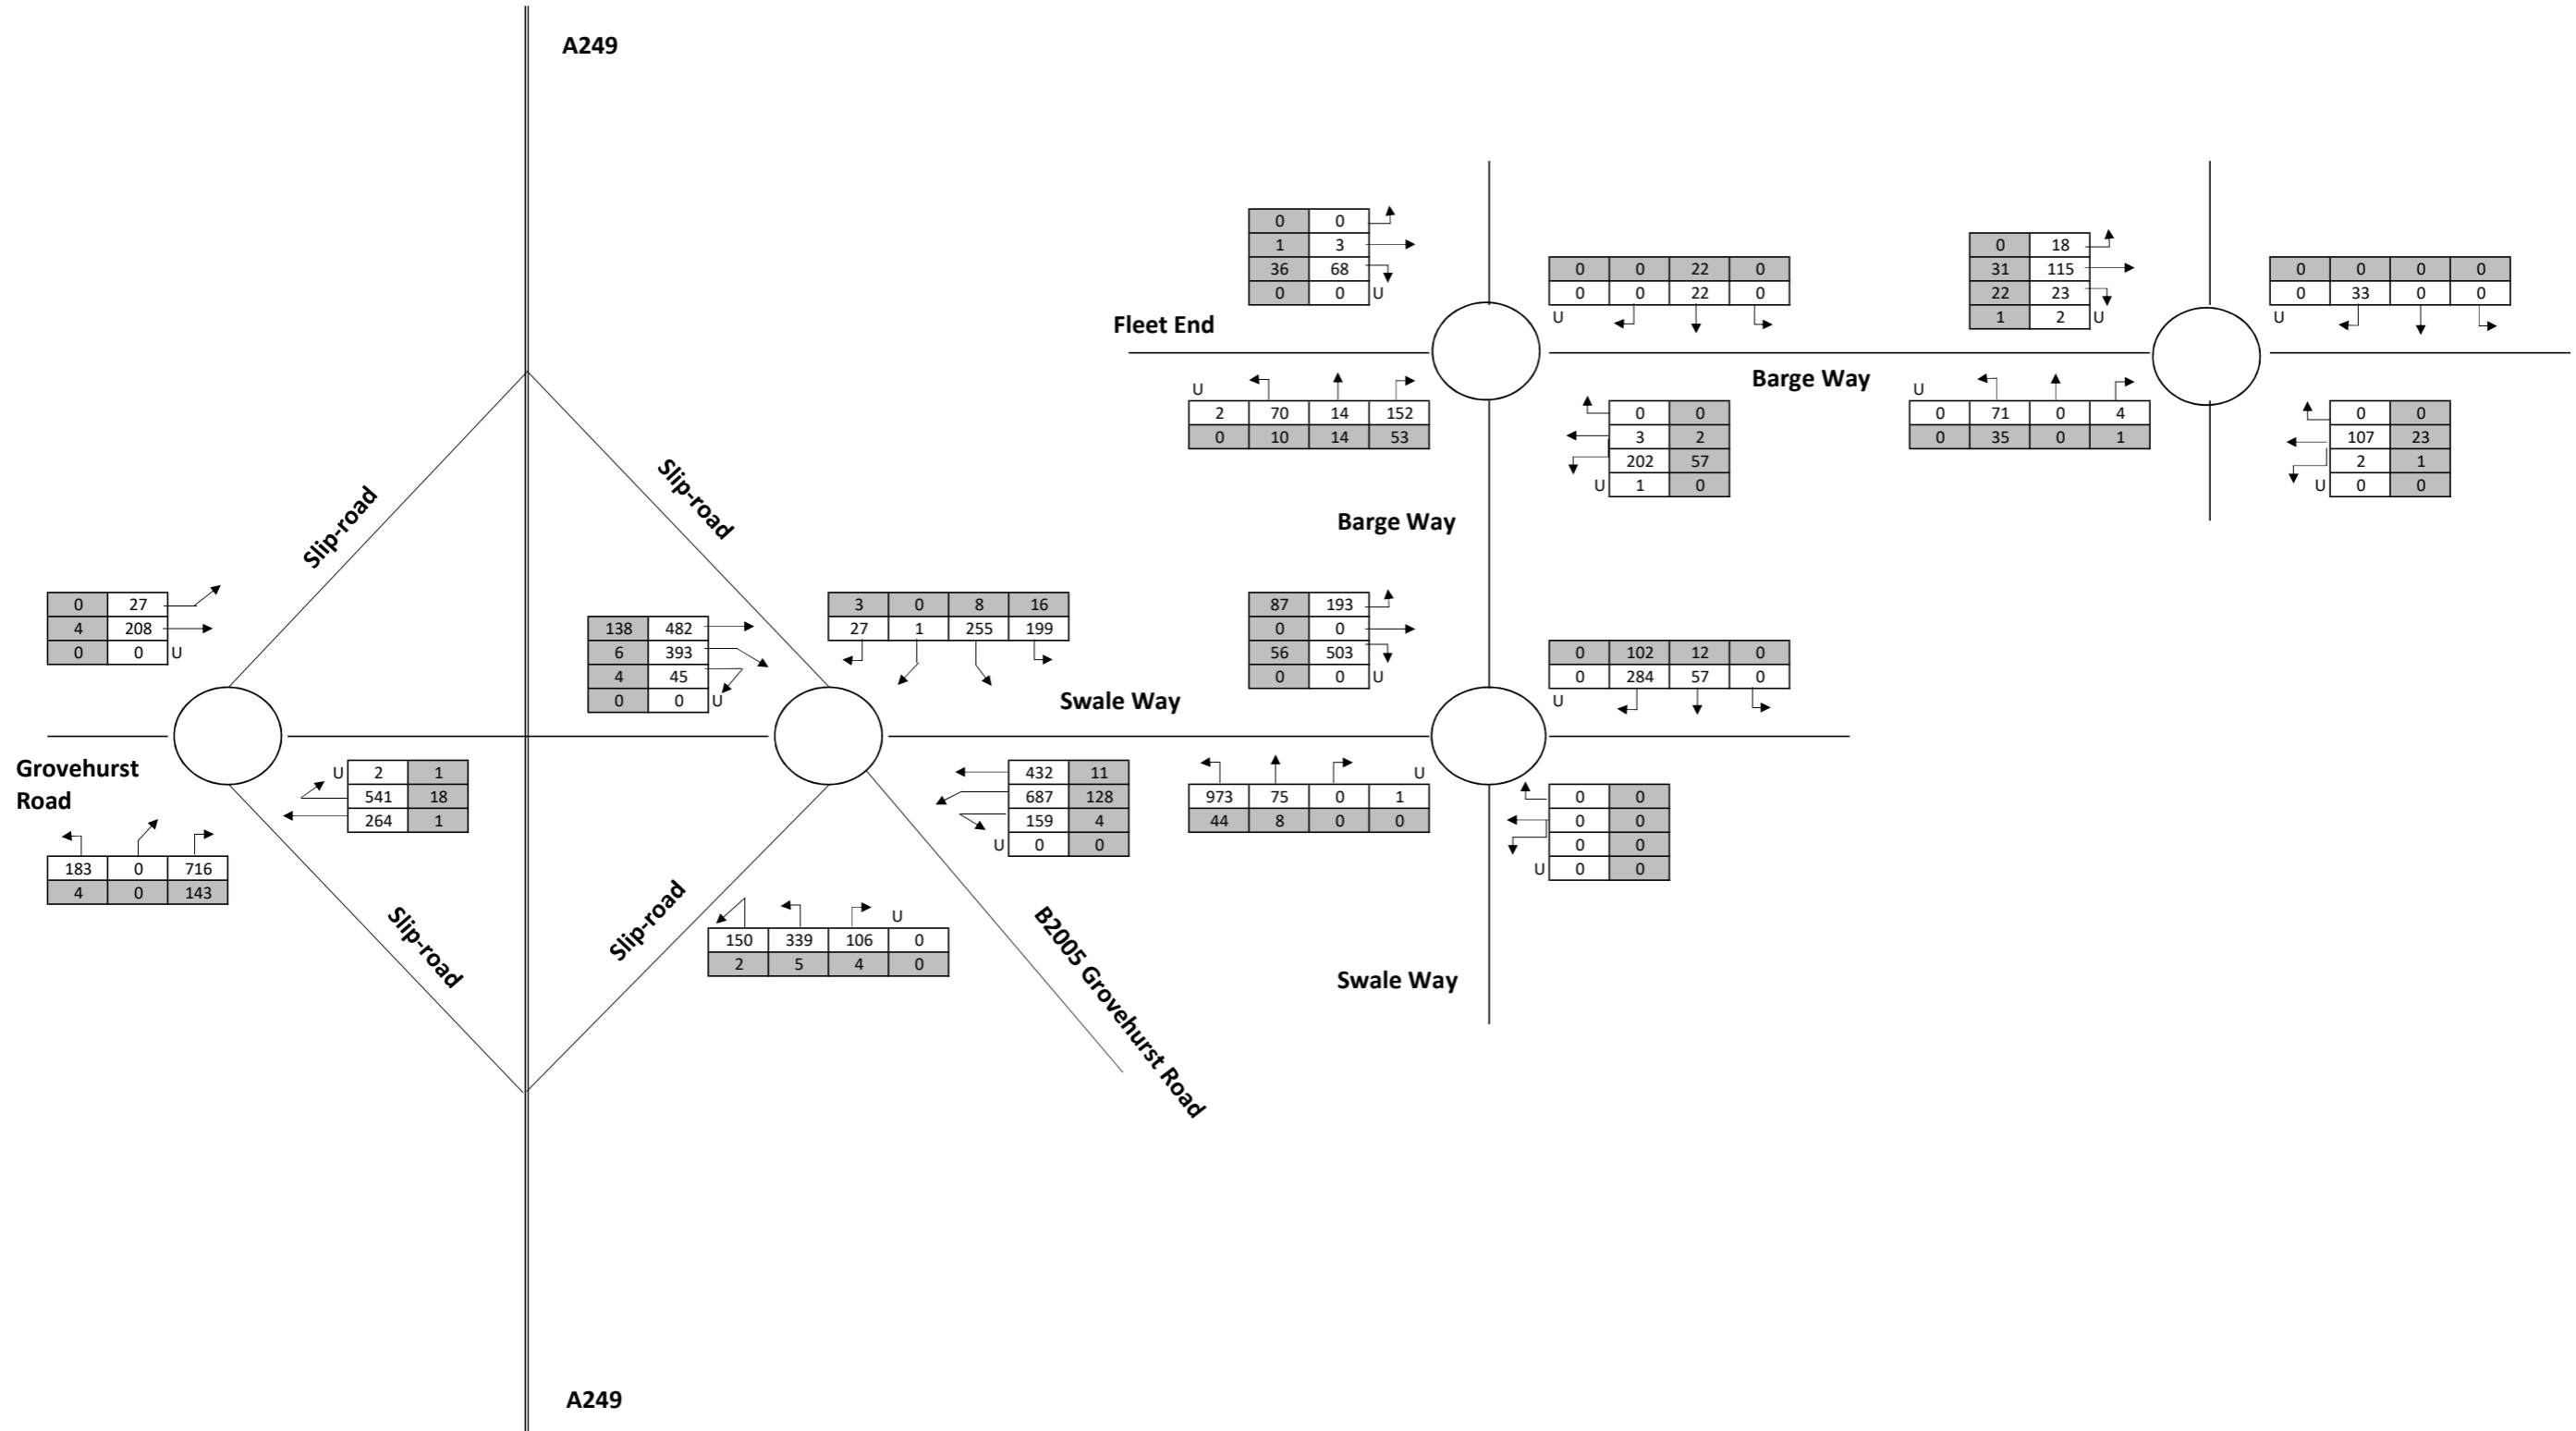 A249
0 0
1 3
36 68
0 0 U
0 0 22 0
0 0 22 0
U
Fleet End
U
2 70 14 152
0 10 14 53
0 18
31 115
22 23
1 2 U
0 0 0 0
0 33 0 0
U
Barge Way
0 0
3 2
202 57
U 1 0
U
0 71 0 4
0 35 0 1
0 0
107 23
2 1
U 0 0
Barge Way
Slip-road
Slip-road
0 27
4 208
0 0 U
138 482
6 393
4 45
0 0 U
3 0 8 16
27 1 255 199
Swale Way
87 193
0 0
56 503
0 0 U
0 102 12 0
0 284 57 0
U
Grovehurst
Road
U 2 1
541 18
264 1
183 0 716
4 0 143
432 11
687 128
159 4
U 0 0
U
973 75 0 1
44 8 0 0
0 0
0 0
0 0
U 0 0
Slip-road
Slip-road
U
150 339 106 0
2 5 4 0
B2005 Grovehurst Road
Swale Way
A249